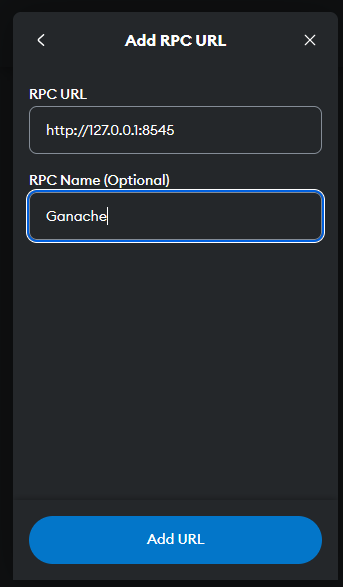 Add RPC URL
RPC URL
http://127.0.0.1:8545
RPC Name (Optional)
Ganache
Add URL